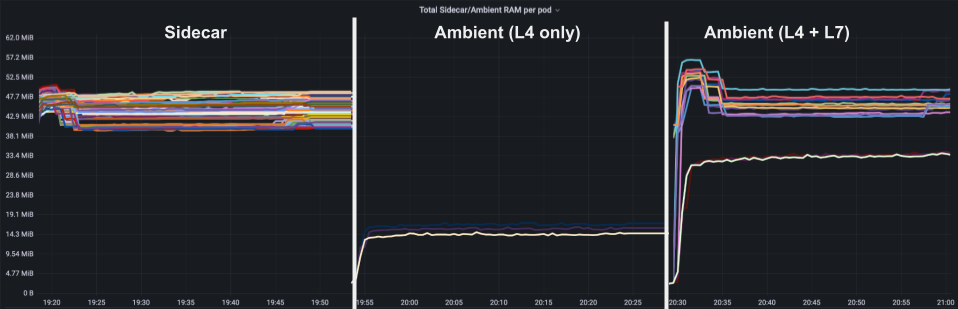 Total Sidecar/Ambient RAM per pod
Sidecar
Ambient (L4 only)
Ambient (L4 + L7)
62.0 MiB
57.2 MiB
52.5 MiB
47.7 MiB
42.9 MiB
38.1 MiB
33.4 MiB
28.6 MiB
23.8 MiB
19.1 MiB
14.3 MiB
9.54 MiB
4.77 MiB
0 B
19:20 19:25 19:30 19:35 19:40 19:45 19:50 19:55 20:00 20:05 20:10 20:15 20:20 20:25 20:30 20:35 20:40 20:45 20:50 20:55 21:00